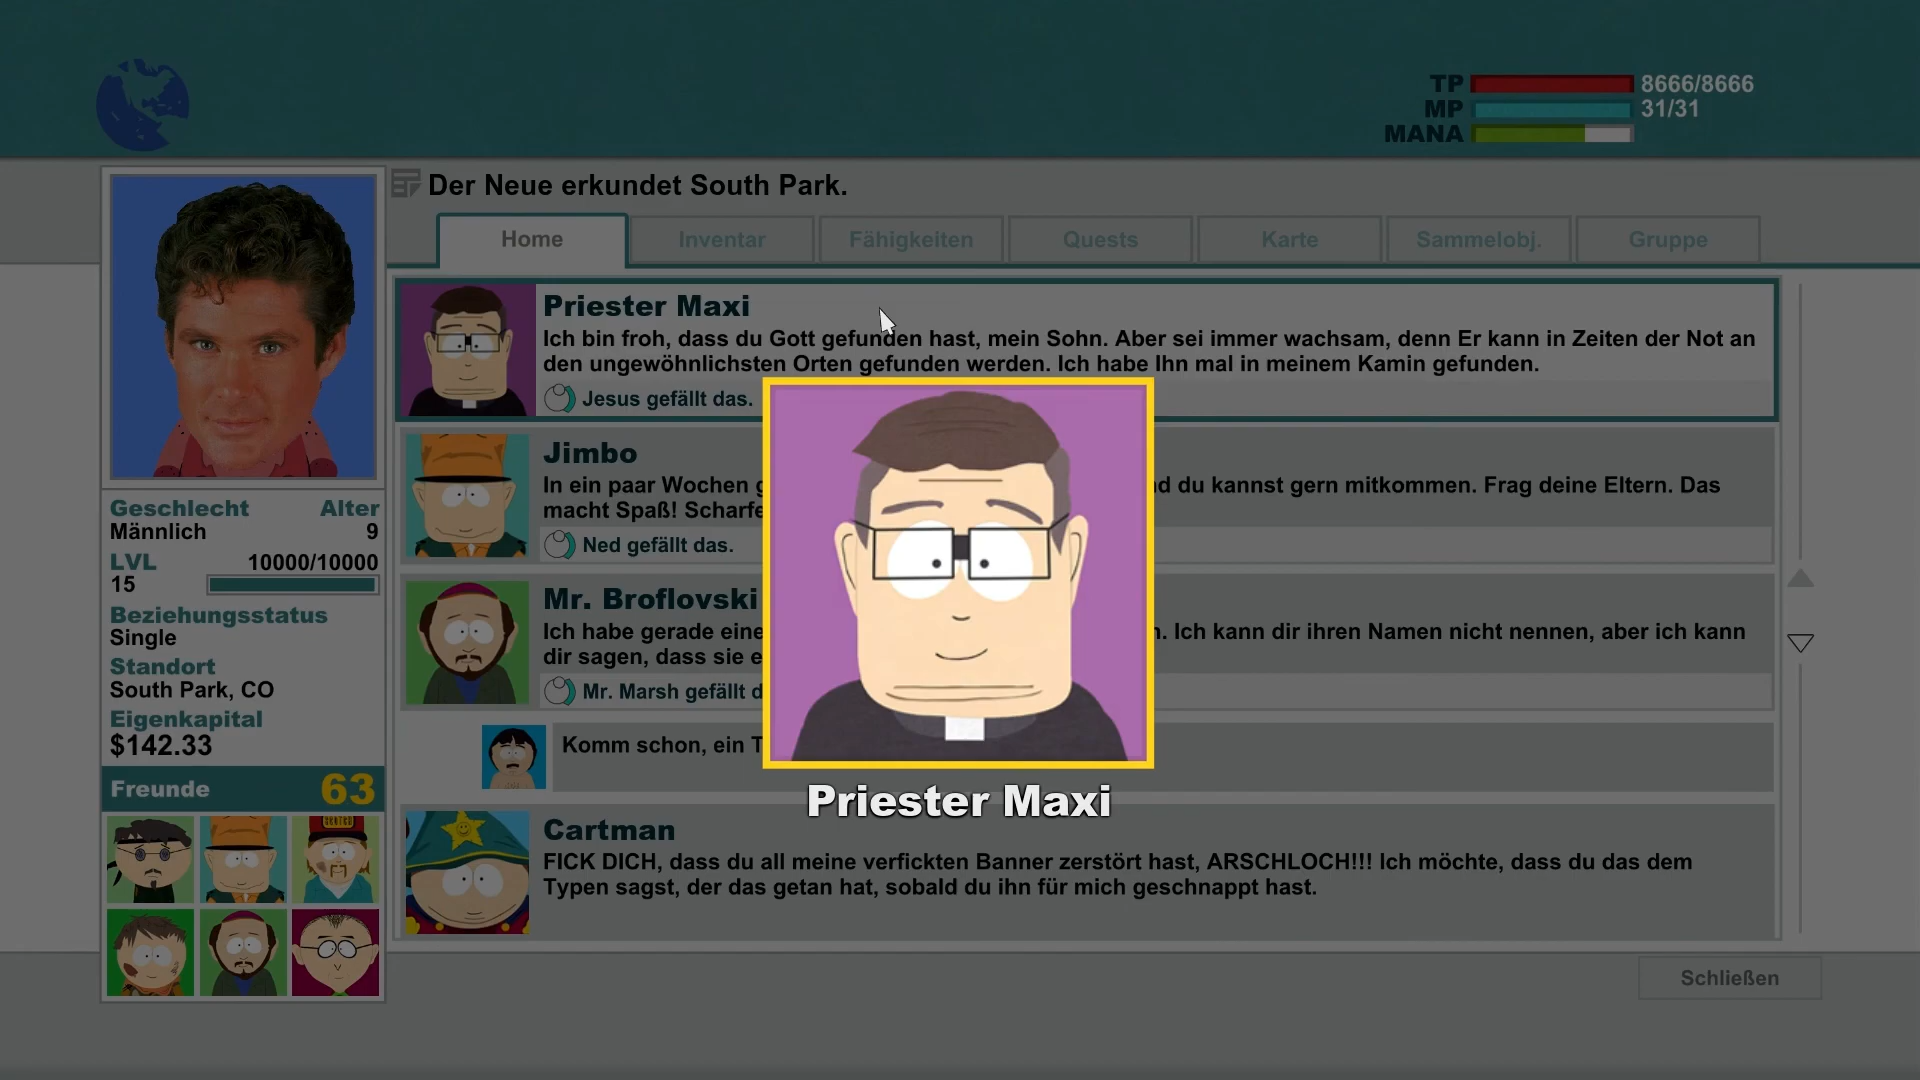 TP 8666/8666
MP 31/31
MANA
Der Neue erkundet South Park.
Home Inventar Fähigkeiten Quests Karte Sammelobj. Gruppe
Priester Maxi
Ich bin froh, dass du Gott gefunden hast, mein Sohn. Aber sei immer wachsam, denn Er kann in Zeiten der Not an
den ungewöhnlichsten Orten gefunden werden. Ich habe Ihn mal in meinem Kamin gefunden.
Jesus gefällt das.
Jimbo
In ein paar Wochen du kannst gern mitkommen. Frag deine Eltern. Das
macht Spaß! Scharfe
Ned gefällt das.
Mr. Broflovski
Ich habe gerade eine . Ich kann dir ihren Namen nicht nennen, aber ich kann
dir sagen, dass sie
Mr. Marsh gefällt
Komm schon, ein
Cartman
FICK DICH, dass du all meine verfickten Banner zerstört hast, ARSCHLOCH!!! Ich möchte, dass du das dem
Typen sagst, der das getan hat, sobald du ihn für mich geschnappt hast.
Priester Maxi
Geschlecht Alter
Männlich 9
LVL 10000/10000
15
Beziehungsstatus
Single
Standort
South Park, CO
Eigenkapital
$142.33
Freunde 63
Schließen